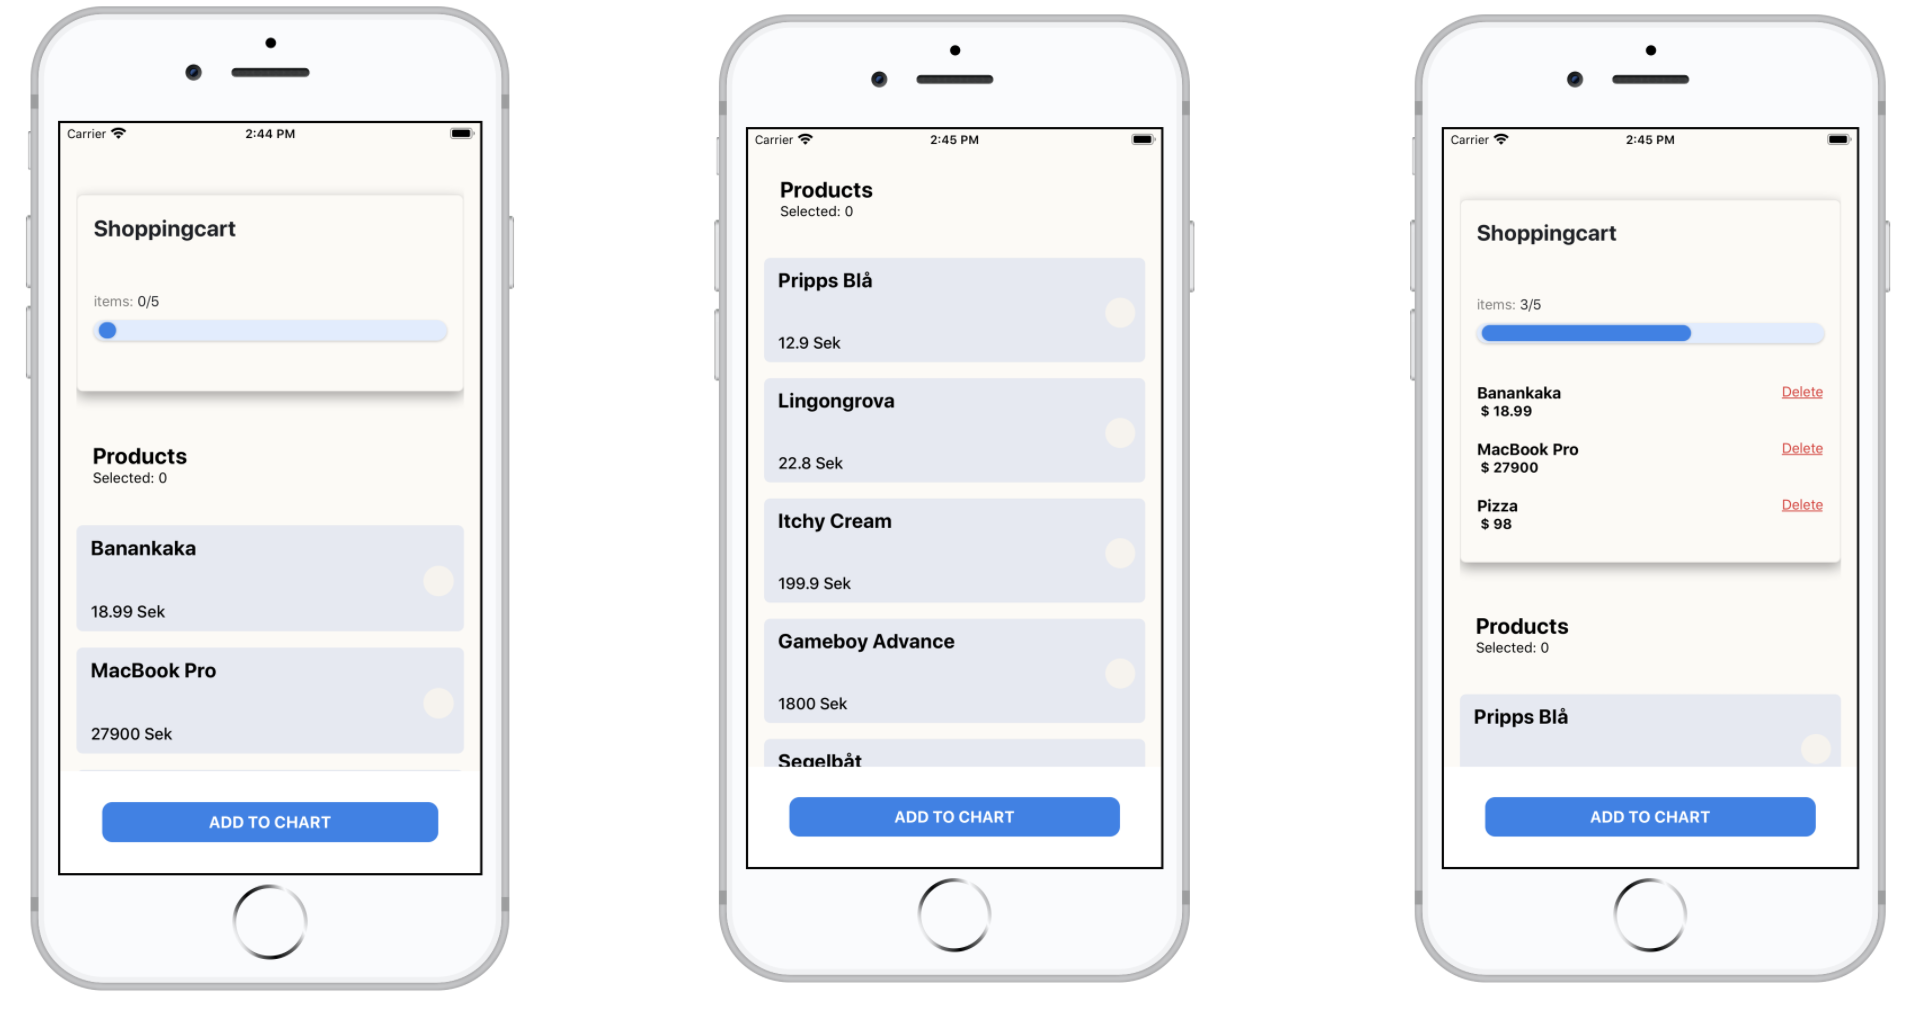 Carrier
2:44 PM
Shoppingcart
items: 0/5
Products
Selected: 0
Banankaka
18.99 Sek
MacBook Pro
27900 Sek
ADD TO CHART
Carrier
2:45 PM
Products
Selected: 0
Pripps Blå
12.9 Sek
Lingongrova
22.8 Sek
Itchy Cream
199.9 Sek
Gameboy Advance
1800 Sek
Segelbåt
ADD TO CHART
Carrier
2:45 PM
Shoppingcart
items: 3/5
Banankaka
Delete
$ 18.99
MacBook Pro
Delete
$ 27900
Pizza
Delete
$ 98
Products
Selected: 0
Pripps Blå
ADD TO CHART